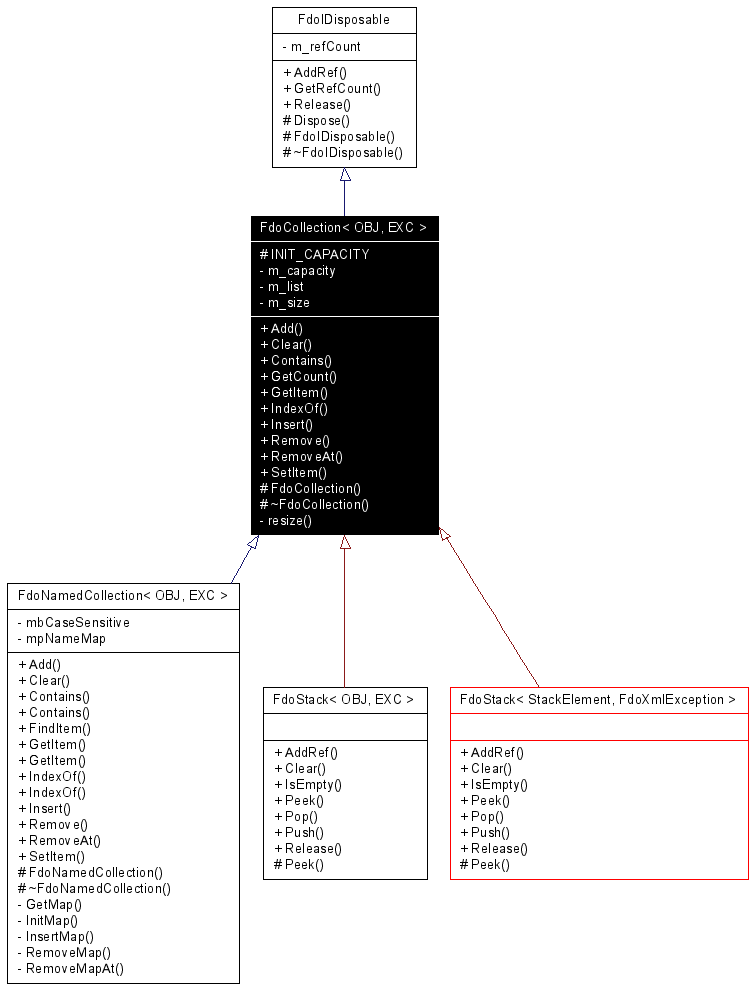 FdoIDisposable
- m_refCount
+ AddRef()
+ GetRefCount()
+ Release()
# Dispose()
# FdoIDisposable()
# ~FdoIDisposable()
FdoCollection< OBJ, EXC >
# INIT_CAPACITY
- m_capacity
- m_list
- m_size
+ Add()
+ Clear()
+ Contains()
+ GetCount()
+ GetItem()
+ IndexOf()
+ Insert()
+ Remove()
+ RemoveAt()
+ SetItem()
# FdoCollection()
# ~FdoCollection()
- resize()
FdoNamedCollection< OBJ, EXC >
- mbCaseSensitive
- mpNameMap
+ Add()
+ Clear()
+ Contains()
+ Contains()
+ FindItem()
+ GetItem()
+ GetItem()
+ IndexOf()
+ IndexOf()
+ Insert()
+ Remove()
+ RemoveAt()
+ SetItem()
# FdoNamedCollection()
# ~FdoNamedCollection()
- GetMap()
- InitMap()
- InsertMap()
- RemoveMap()
- RemoveMapAt()
FdoStack< OBJ, EXC >
+ AddRef()
+ Clear()
+ IsEmpty()
+ Peek()
+ Pop()
+ Push()
+ Release()
# Peek()
FdoStack< StackElement, FdoXmlException >
+ AddRef()
+ Clear()
+ IsEmpty()
+ Peek()
+ Pop()
+ Push()
+ Release()
# Peek()